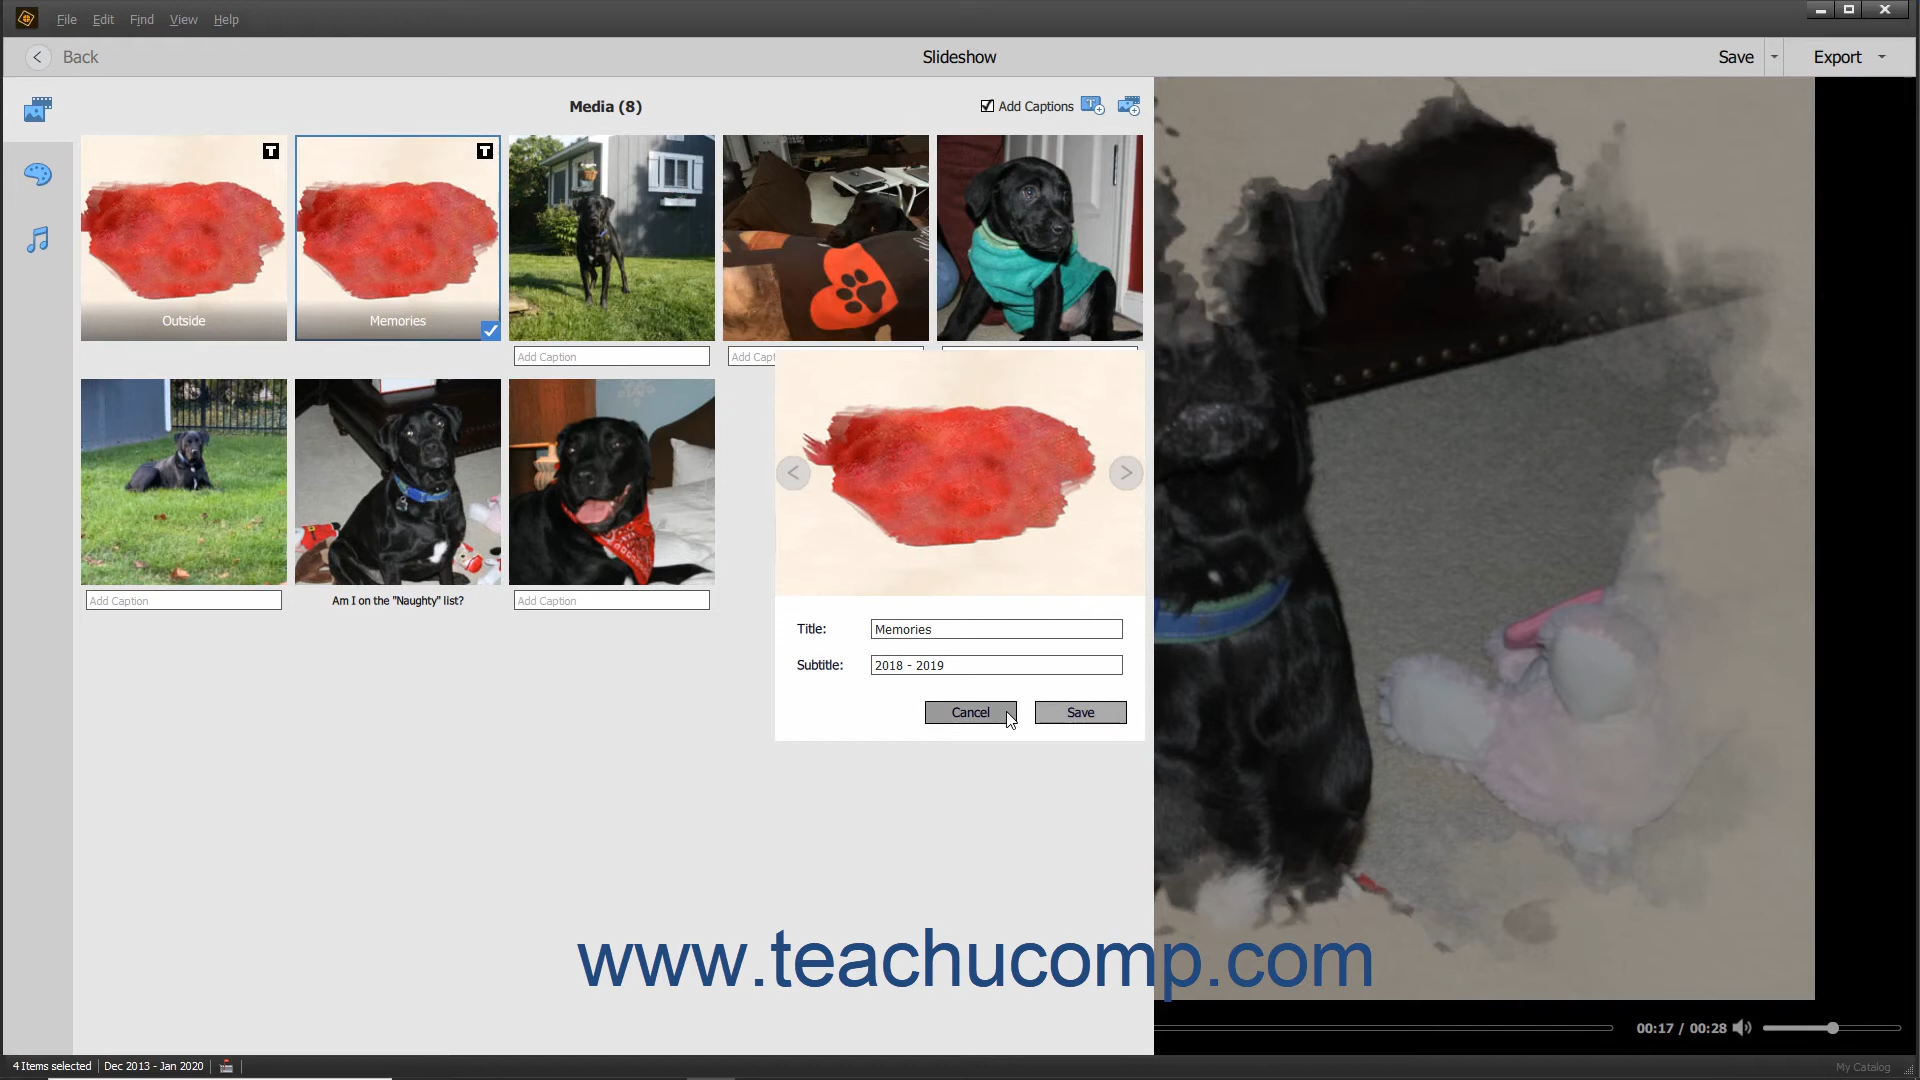 File Edit Find View Help
Back
Slideshow
Save
Export
Media (8)
Add Captions
T
T
T
Outside
Memories
Add Caption
Add Capt
Add Caption
Am I on the "Naughty" list?
Add Caption
Title: Memories
Subtitle: 2018 - 2019
Cancel
Save
www.teachucomp.com
00:17 / 00:28
4 Items selected
Dec 2013 - Jan 2020
My Catalog